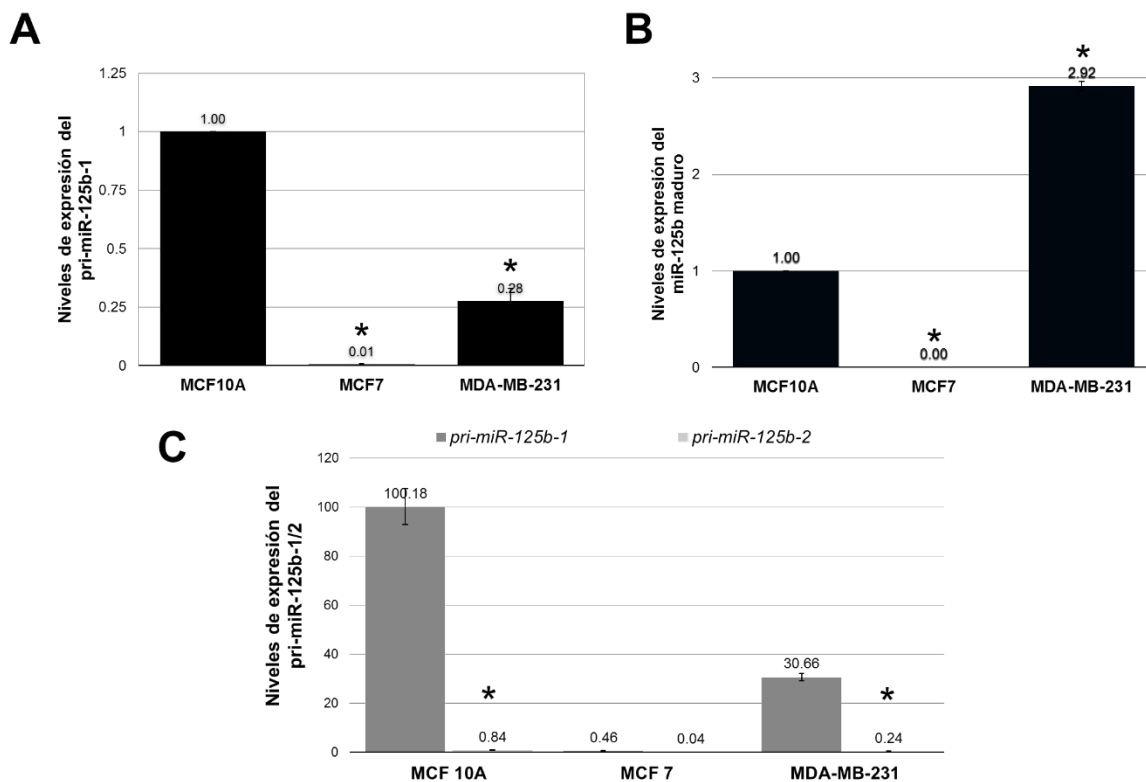 A
Niveles de expresión del
pri-miR-125b-1
1.25
1
0.75
0.5
0.25
0
1.00
*
0.01
*
0.28
MCF10A MCF7 MDA-MB-231
B
Niveles de expresión del
miR-125b maduro
3
2
1
0
1.00
*
0.00
*
2.92
MCF10A MCF7 MDA-MB-231
C
pri-miR-125b-1 pri-miR-125b-2
Niveles de expresión del
pri-miR-125b-1/2
120
100
80
60
40
20
0
100.18
*
0.84
0.46
0.04
30.66
*
0.24
MCF 10A MCF 7 MDA-MB-231